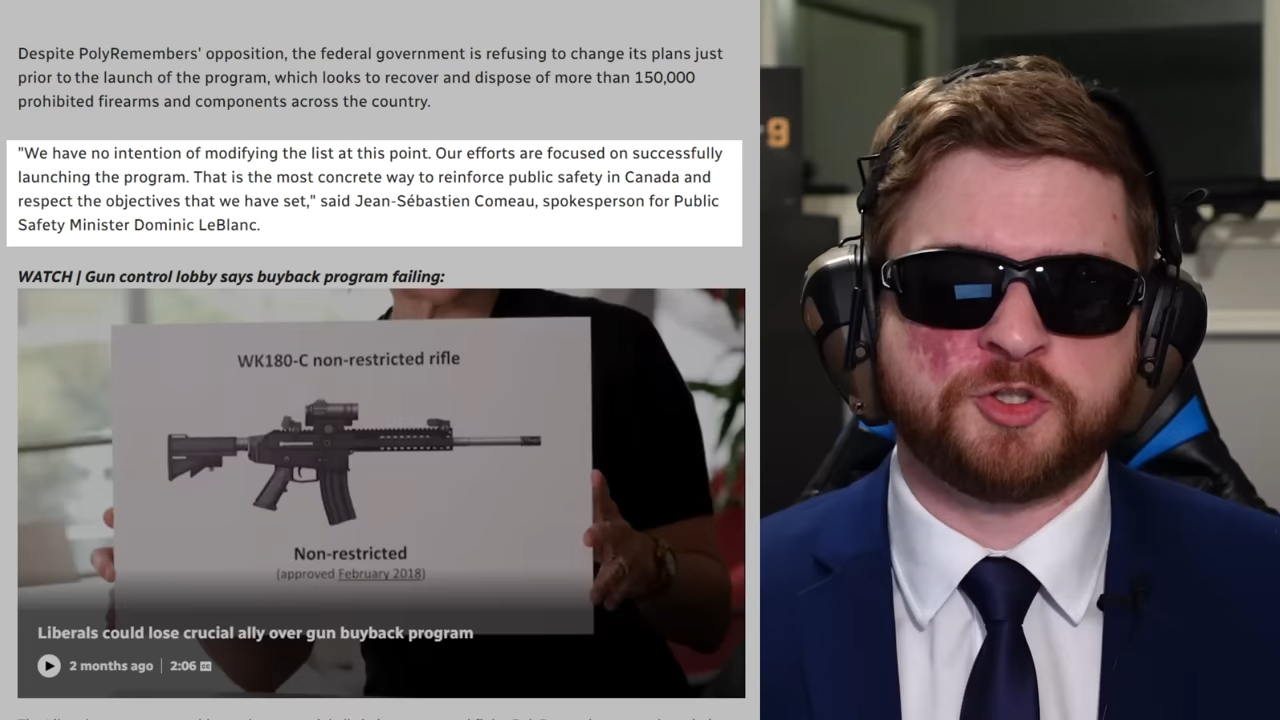 Despite PolyRemembers' opposition, the federal government is refusing to change its plans just
prior to the launch of the program, which looks to recover and dispose of more than 150,000
prohibited firearms and components across the country.
"We have no intention of modifying the list at this point. Our efforts are focused on successfully
launching the program. That is the most concrete way to reinforce public safety in Canada and
respect the objectives that we have set," said Jean-Sébastien Comeau, spokesperson for Public
Safety Minister Dominic LeBlanc.
WATCH | Gun control lobby says buyback program failing:
WK180-C non-restricted rifle
Non-restricted
(approved February 2018)
Liberals could lose crucial ally over gun buyback program
2 months ago | 2:06 CC
9